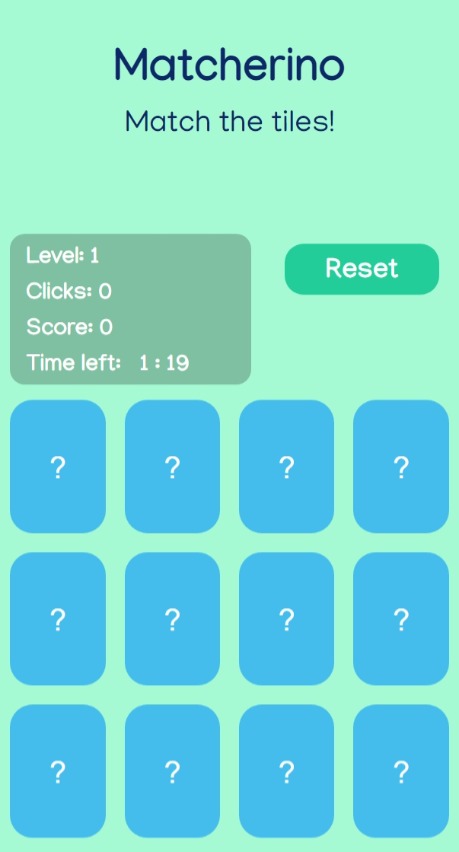 Matcherino
Match the tiles!
Level: 1
Clicks: 0
Score: 0
Time left: 1 : 19
Reset
? ? ? ?
? ? ? ?
? ? ? ?